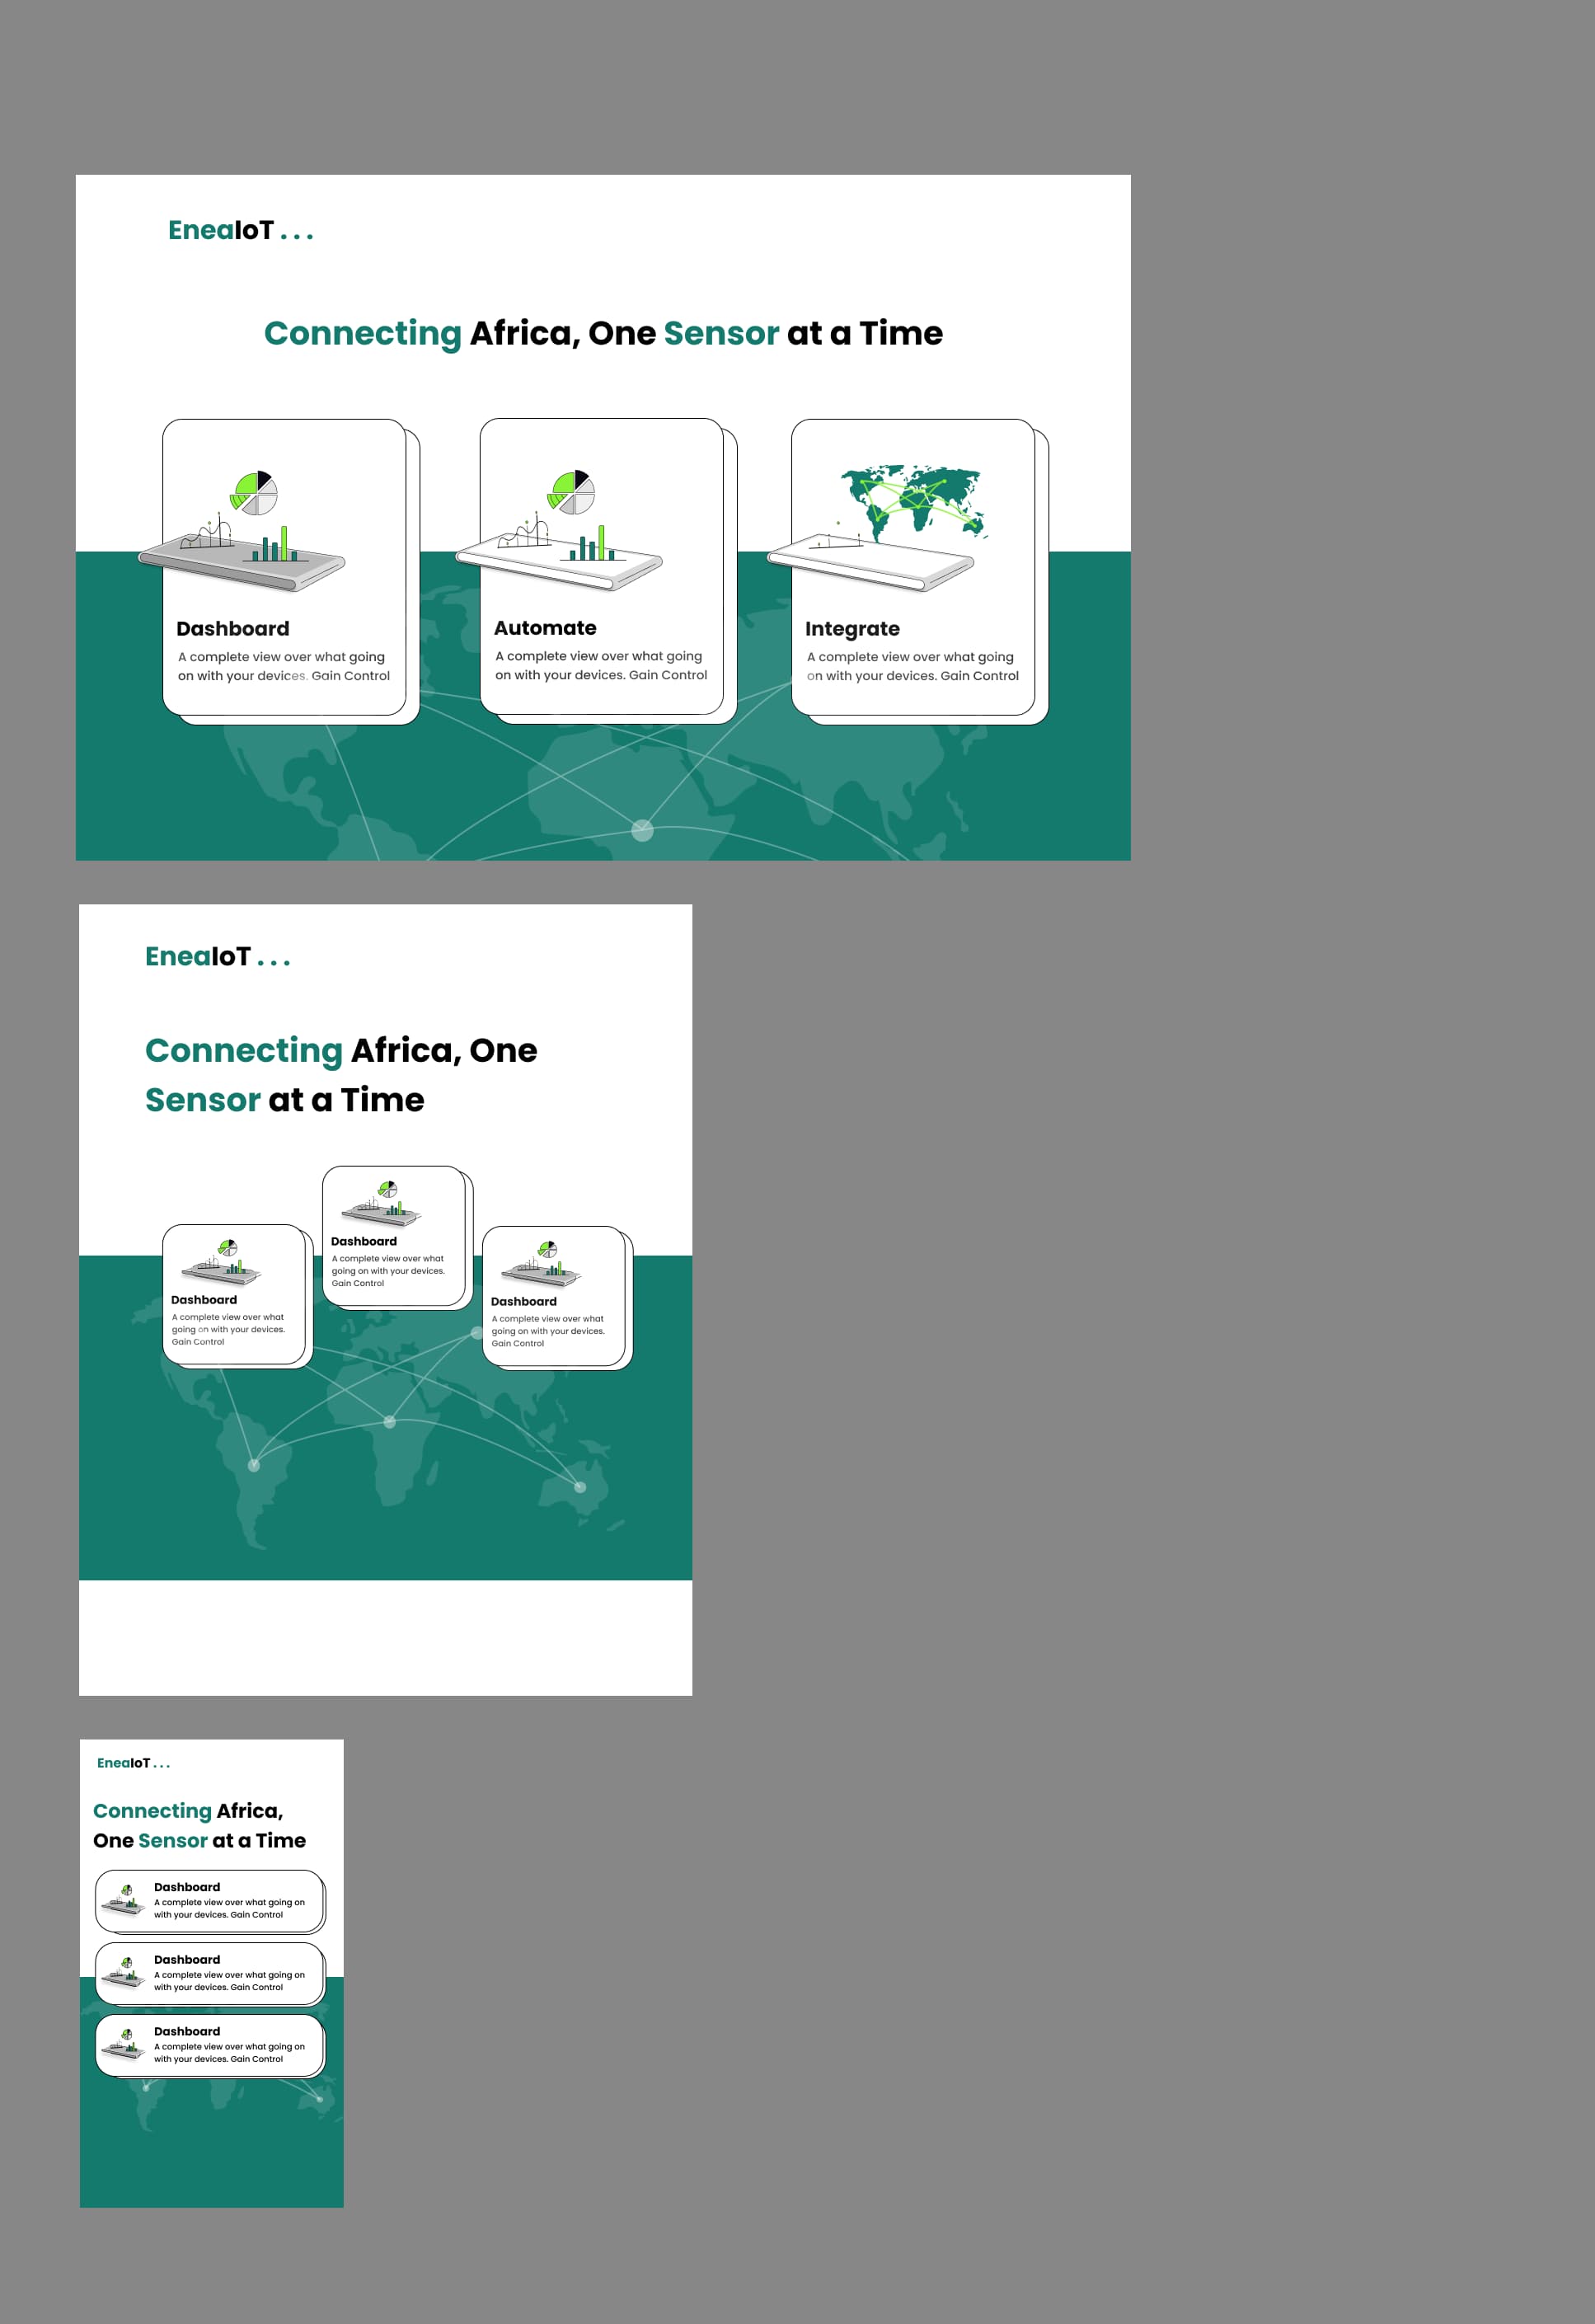 EneaIoT . . .
Connecting Africa, One Sensor at a Time
Dashboard
A complete view over what going
on with your devices. Gain Control
Automate
A complete view over what going
on with your devices. Gain Control
Integrate
A complete view over what going
on with your devices. Gain Control
EneaIoT . . .
Connecting Africa, One
Sensor at a Time
Dashboard
A complete view over what
going on with your devices.
Gain Control
Dashboard
A complete view over what
going on with your devices.
Gain Control
Dashboard
A complete view over what
going on with your devices.
Gain Control
EneaIoT . . .
Connecting Africa,
One Sensor at a Time
Dashboard
A complete view over what going on
with your devices. Gain Control
Dashboard
A complete view over what going on
with your devices. Gain Control
Dashboard
A complete view over what going on
with your devices. Gain Control